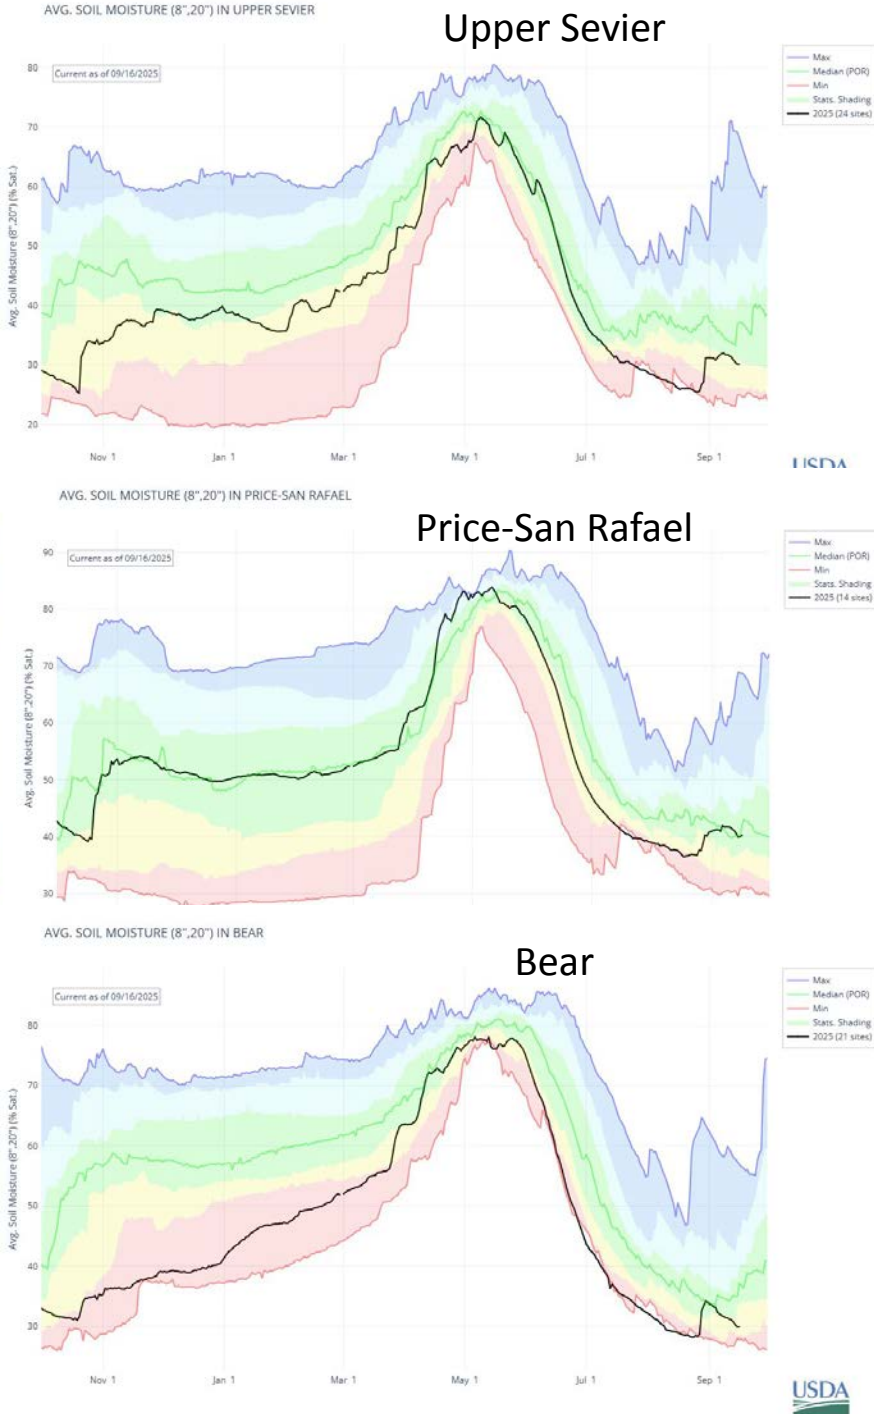 AVG. SOIL MOISTURE (8",20") IN UPPER SEVIER
Upper Sevier
Current as of 09/16/2025
Max
Median (POR)
Min
Stats. Shading
2025 (24 sites)
Avg. Soil Moisture (8",20") (% Sat.)
80
70
60
50
40
30
20
Nov 1
Jan 1
Mar 1
May 1
Jul 1
Sep 1
USDA
AVG. SOIL MOISTURE (8",20") IN PRICE-SAN RAFAEL
Price-San Rafael
Current as of 09/16/2025
Max
Median (POR)
Min
Stats. Shading
2025 (14 sites)
Avg. Soil Moisture (8",20") (% Sat.)
90
80
70
60
50
40
30
AVG. SOIL MOISTURE (8",20") IN BEAR
Bear
Current as of 09/16/2025
Max
Median (POR)
Min
Stats. Shading
2025 (21 sites)
Avg. Soil Moisture (8",20") (% Sat.)
80
70
60
50
40
30
Nov 1
Jan 1
Mar 1
May 1
Jul 1
Sep 1
USDA